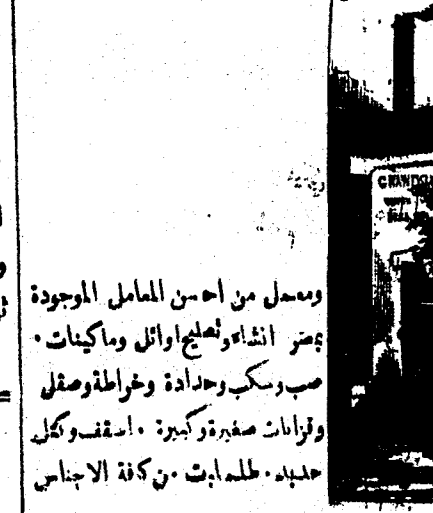 ومعمل من احسن المعامل الموجودة
بمصر انشاء وتصليح اوائل وماكينات.
صب وسكب وحدادة وخراطة وصقل
وقزانات صغيرة وكبيرة. اسقف وكل
حديد. طلمبات من كافة الاجناس